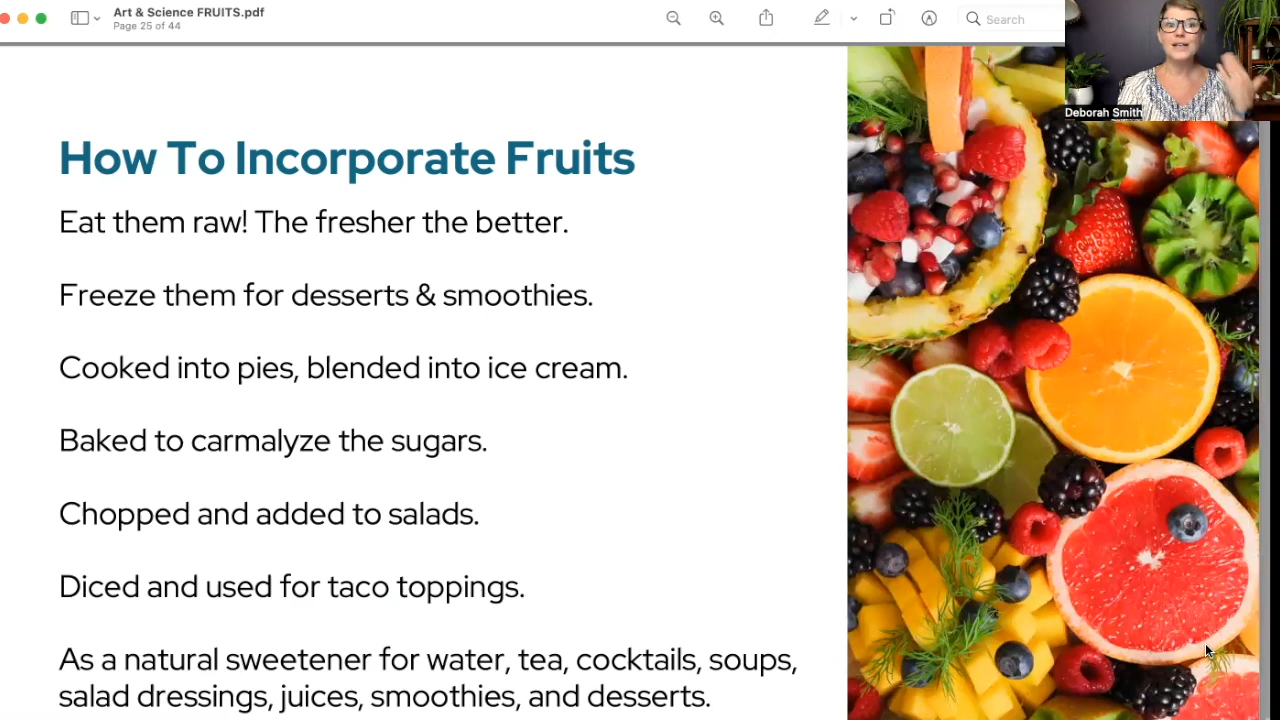 Art & Science FRUITS.pdf
Page 25 of 44
Search
Deborah Smith
How To Incorporate Fruits
Eat them raw! The fresher the better.
Freeze them for desserts & smoothies.
Cooked into pies, blended into ice cream.
Baked to carmalyze the sugars.
Chopped and added to salads.
Diced and used for taco toppings.
As a natural sweetener for water, tea, cocktails, soups,
salad dressings, juices, smoothies, and desserts.